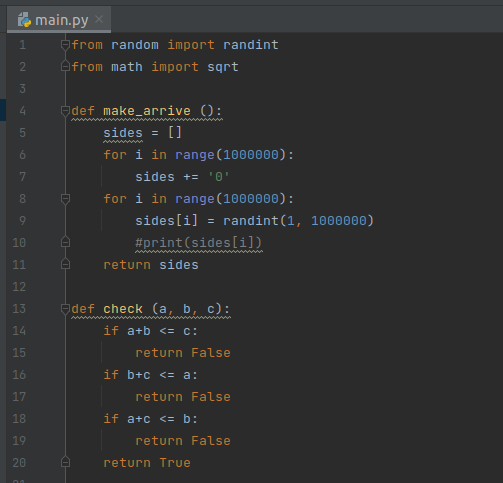 main.py ×
1 from random import randint
2 from math import sqrt
3
4 def make_arrive ():
5     sides = []
6     for i in range(1000000):
7         sides += '0'
8     for i in range(1000000):
9         sides[i] = randint(1, 1000000)
10         #print(sides[i])
11     return sides
12
13 def check (a, b, c):
14     if a+b <= c:
15         return False
16     if b+c <= a:
17         return False
18     if a+c <= b:
19         return False
20     return True